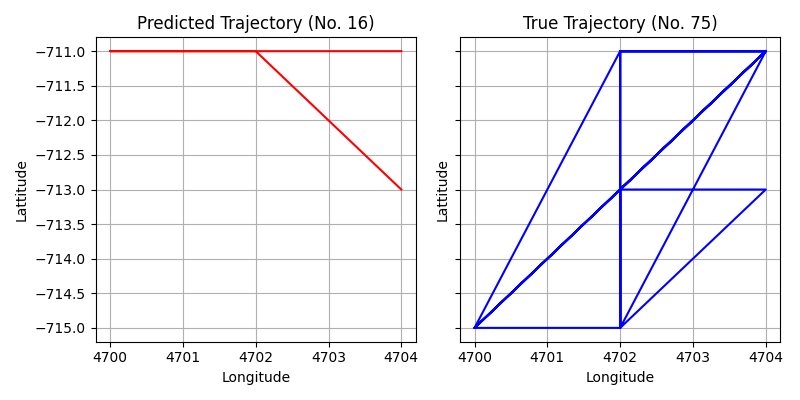 Predicted Trajectory (No. 16)
Lattitude
−711.0
−711.5
−712.0
−712.5
−713.0
−713.5
−714.0
−714.5
−715.0
4700 4701 4702 4703 4704
Longitude
True Trajectory (No. 75)
Lattitude
4700 4701 4702 4703 4704
Longitude